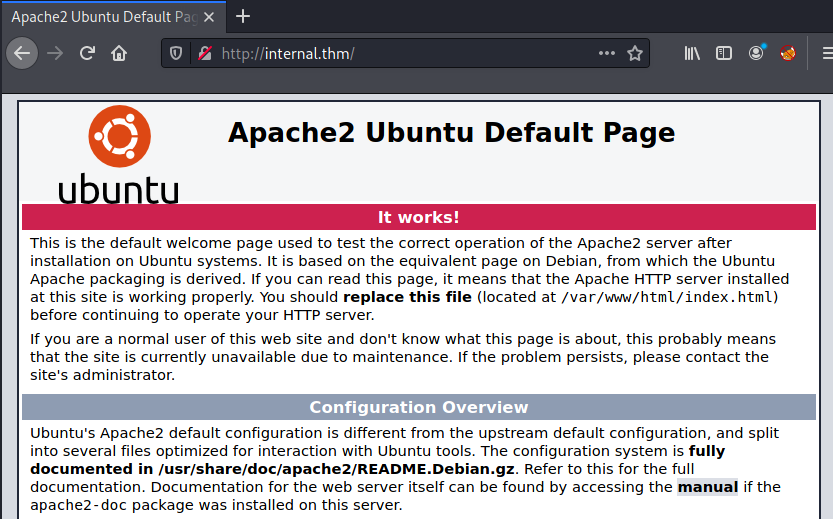 Apache2 Ubuntu Default Pag
http://internal.thm/
Apache2 Ubuntu Default Page
ubuntu
It works!
This is the default welcome page used to test the correct operation of the Apache2 server after
installation on Ubuntu systems. It is based on the equivalent page on Debian, from which the Ubuntu
Apache packaging is derived. If you can read this page, it means that the Apache HTTP server installed
at this site is working properly. You should replace this file (located at /var/www/html/index.html)
before continuing to operate your HTTP server.
If you are a normal user of this web site and don't know what this page is about, this probably means
that the site is currently unavailable due to maintenance. If the problem persists, please contact the
site's administrator.
Configuration Overview
Ubuntu's Apache2 default configuration is different from the upstream default configuration, and split
into several files optimized for interaction with Ubuntu tools. The configuration system is fully
documented in /usr/share/doc/apache2/README.Debian.gz. Refer to this for the full
documentation. Documentation for the web server itself can be found by accessing the manual if the
apache2-doc package was installed on this server.